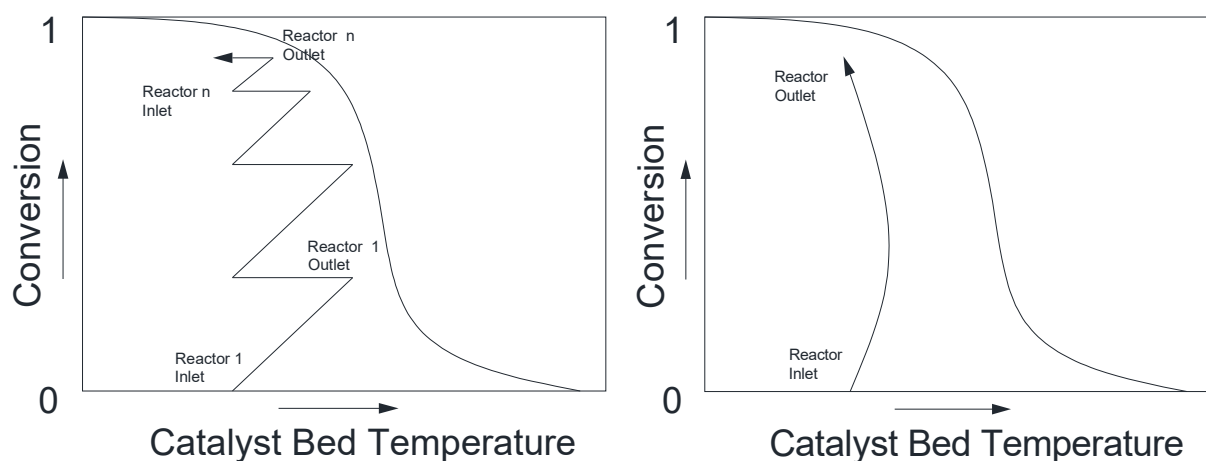 1
Conversion
0
Reactor n
Outlet
Reactor n
Inlet
Reactor 1
Outlet
Reactor 1
Inlet
Catalyst Bed Temperature
1
Conversion
0
Reactor
Outlet
Reactor
Inlet
Catalyst Bed Temperature